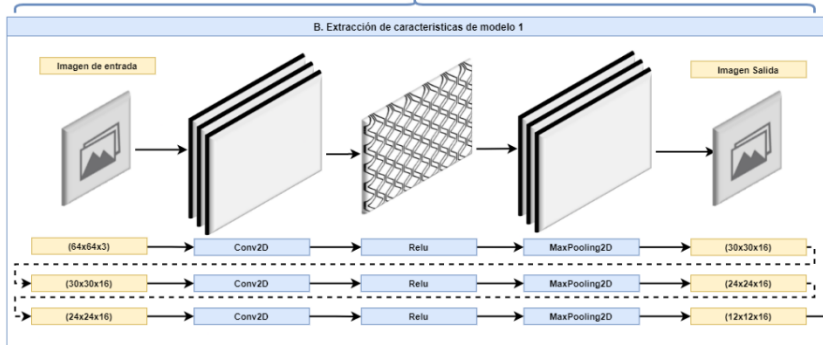 B. Extracción de caracteristicas de modelo 1
Imagen de entrada
Imagen Salida
(64x64x3)
Conv2D
Relu
MaxPooling2D
(30x30x16)
(30x30x16)
Conv2D
Relu
MaxPooling2D
(24x24x16)
(24x24x16)
Conv2D
Relu
MaxPooling2D
(12x12x16)